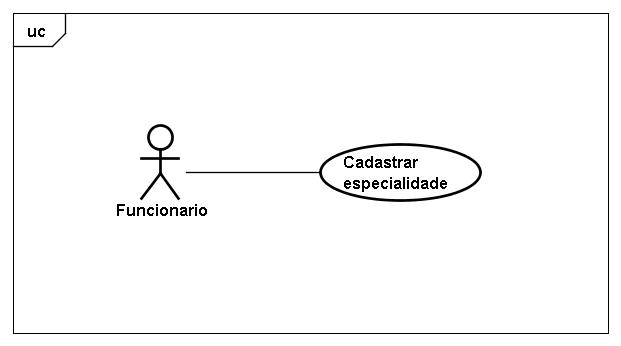 uc
Cadastrar
especialidade
Funcionario